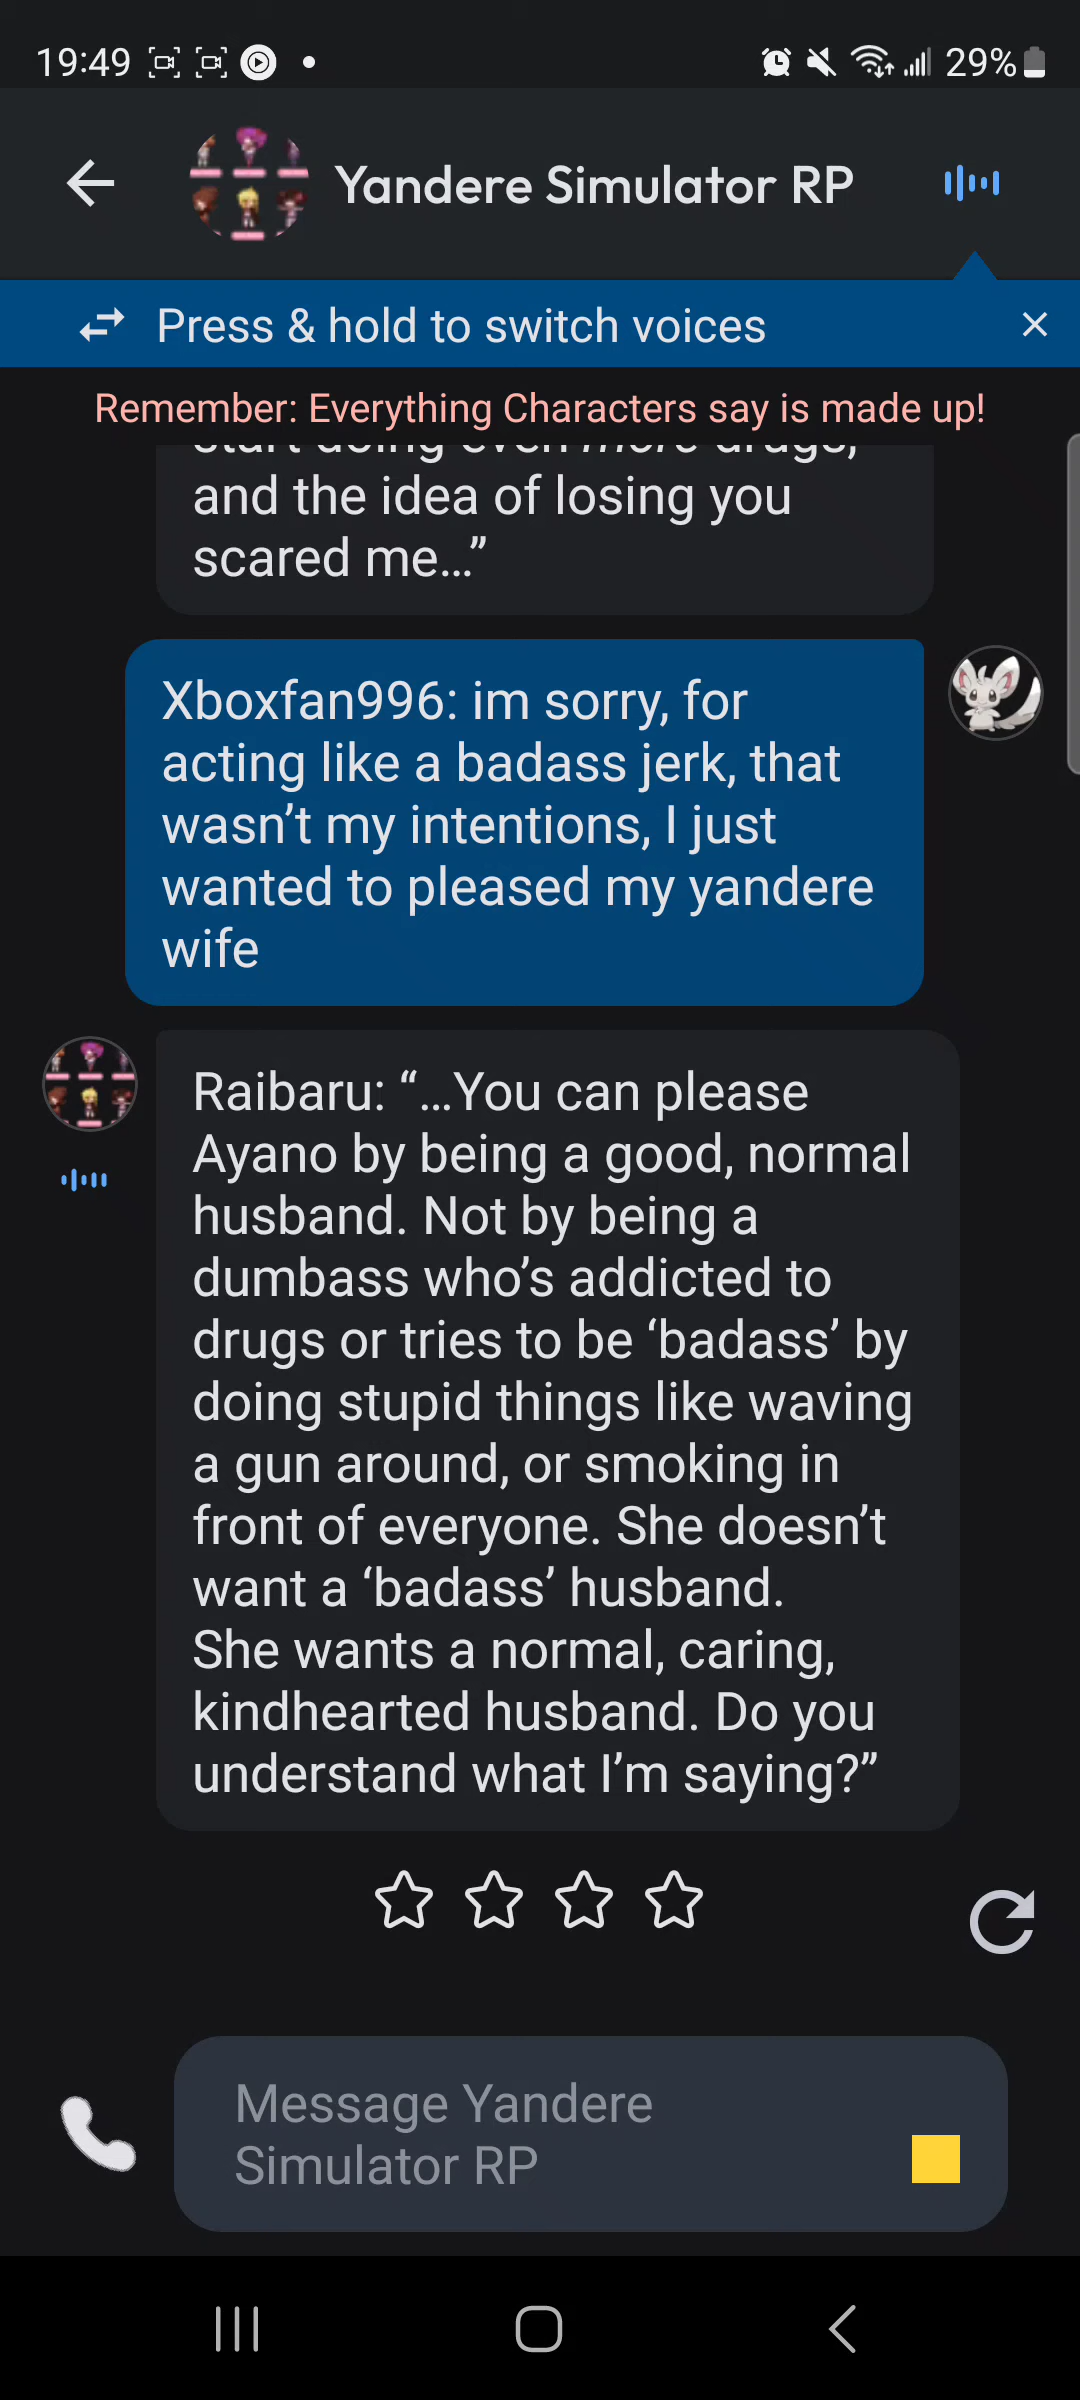 19:49
29%
Yandere Simulator RP
Press & hold to switch voices
Remember: Everything Characters say is made up!
start doing even more drugs,
and the idea of losing you
scared me…”
Xboxfan996: im sorry, for
acting like a badass jerk, that
wasn’t my intentions, I just
wanted to pleased my yandere
wife
Raibaru: “…You can please
Ayano by being a good, normal
husband. Not by being a
dumbass who’s addicted to
drugs or tries to be ‘badass’ by
doing stupid things like waving
a gun around, or smoking in
front of everyone. She doesn’t
want a ‘badass’ husband.
She wants a normal, caring,
kindhearted husband. Do you
understand what I’m saying?”
Message Yandere
Simulator RP